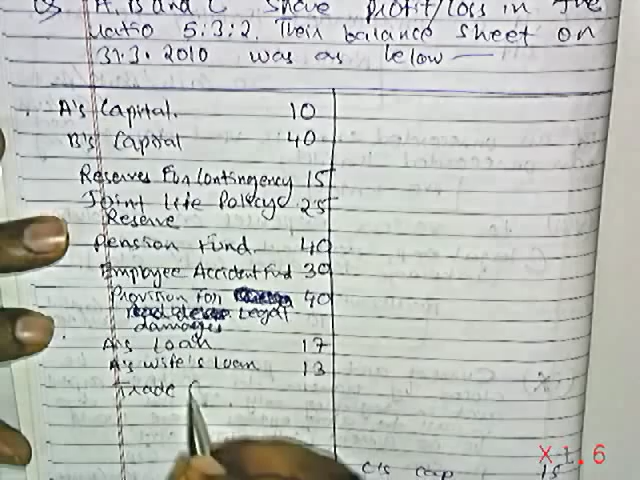 Q5 A, B and C share profit/loss in the
ratio 5:3:2. Their balance sheet on
31.3.2010 was as below —
A's Capital. 10
B's Capital 40
Reserves For Contingency 15
Joint Life Policy 25
Reserve
Pension Fund. 40
Employee Accident Fund 30
Provision For 40
Legal
damages
A's Loan 17
A's wife's Loan 13
Trade
C's Cap 15
X-t.6